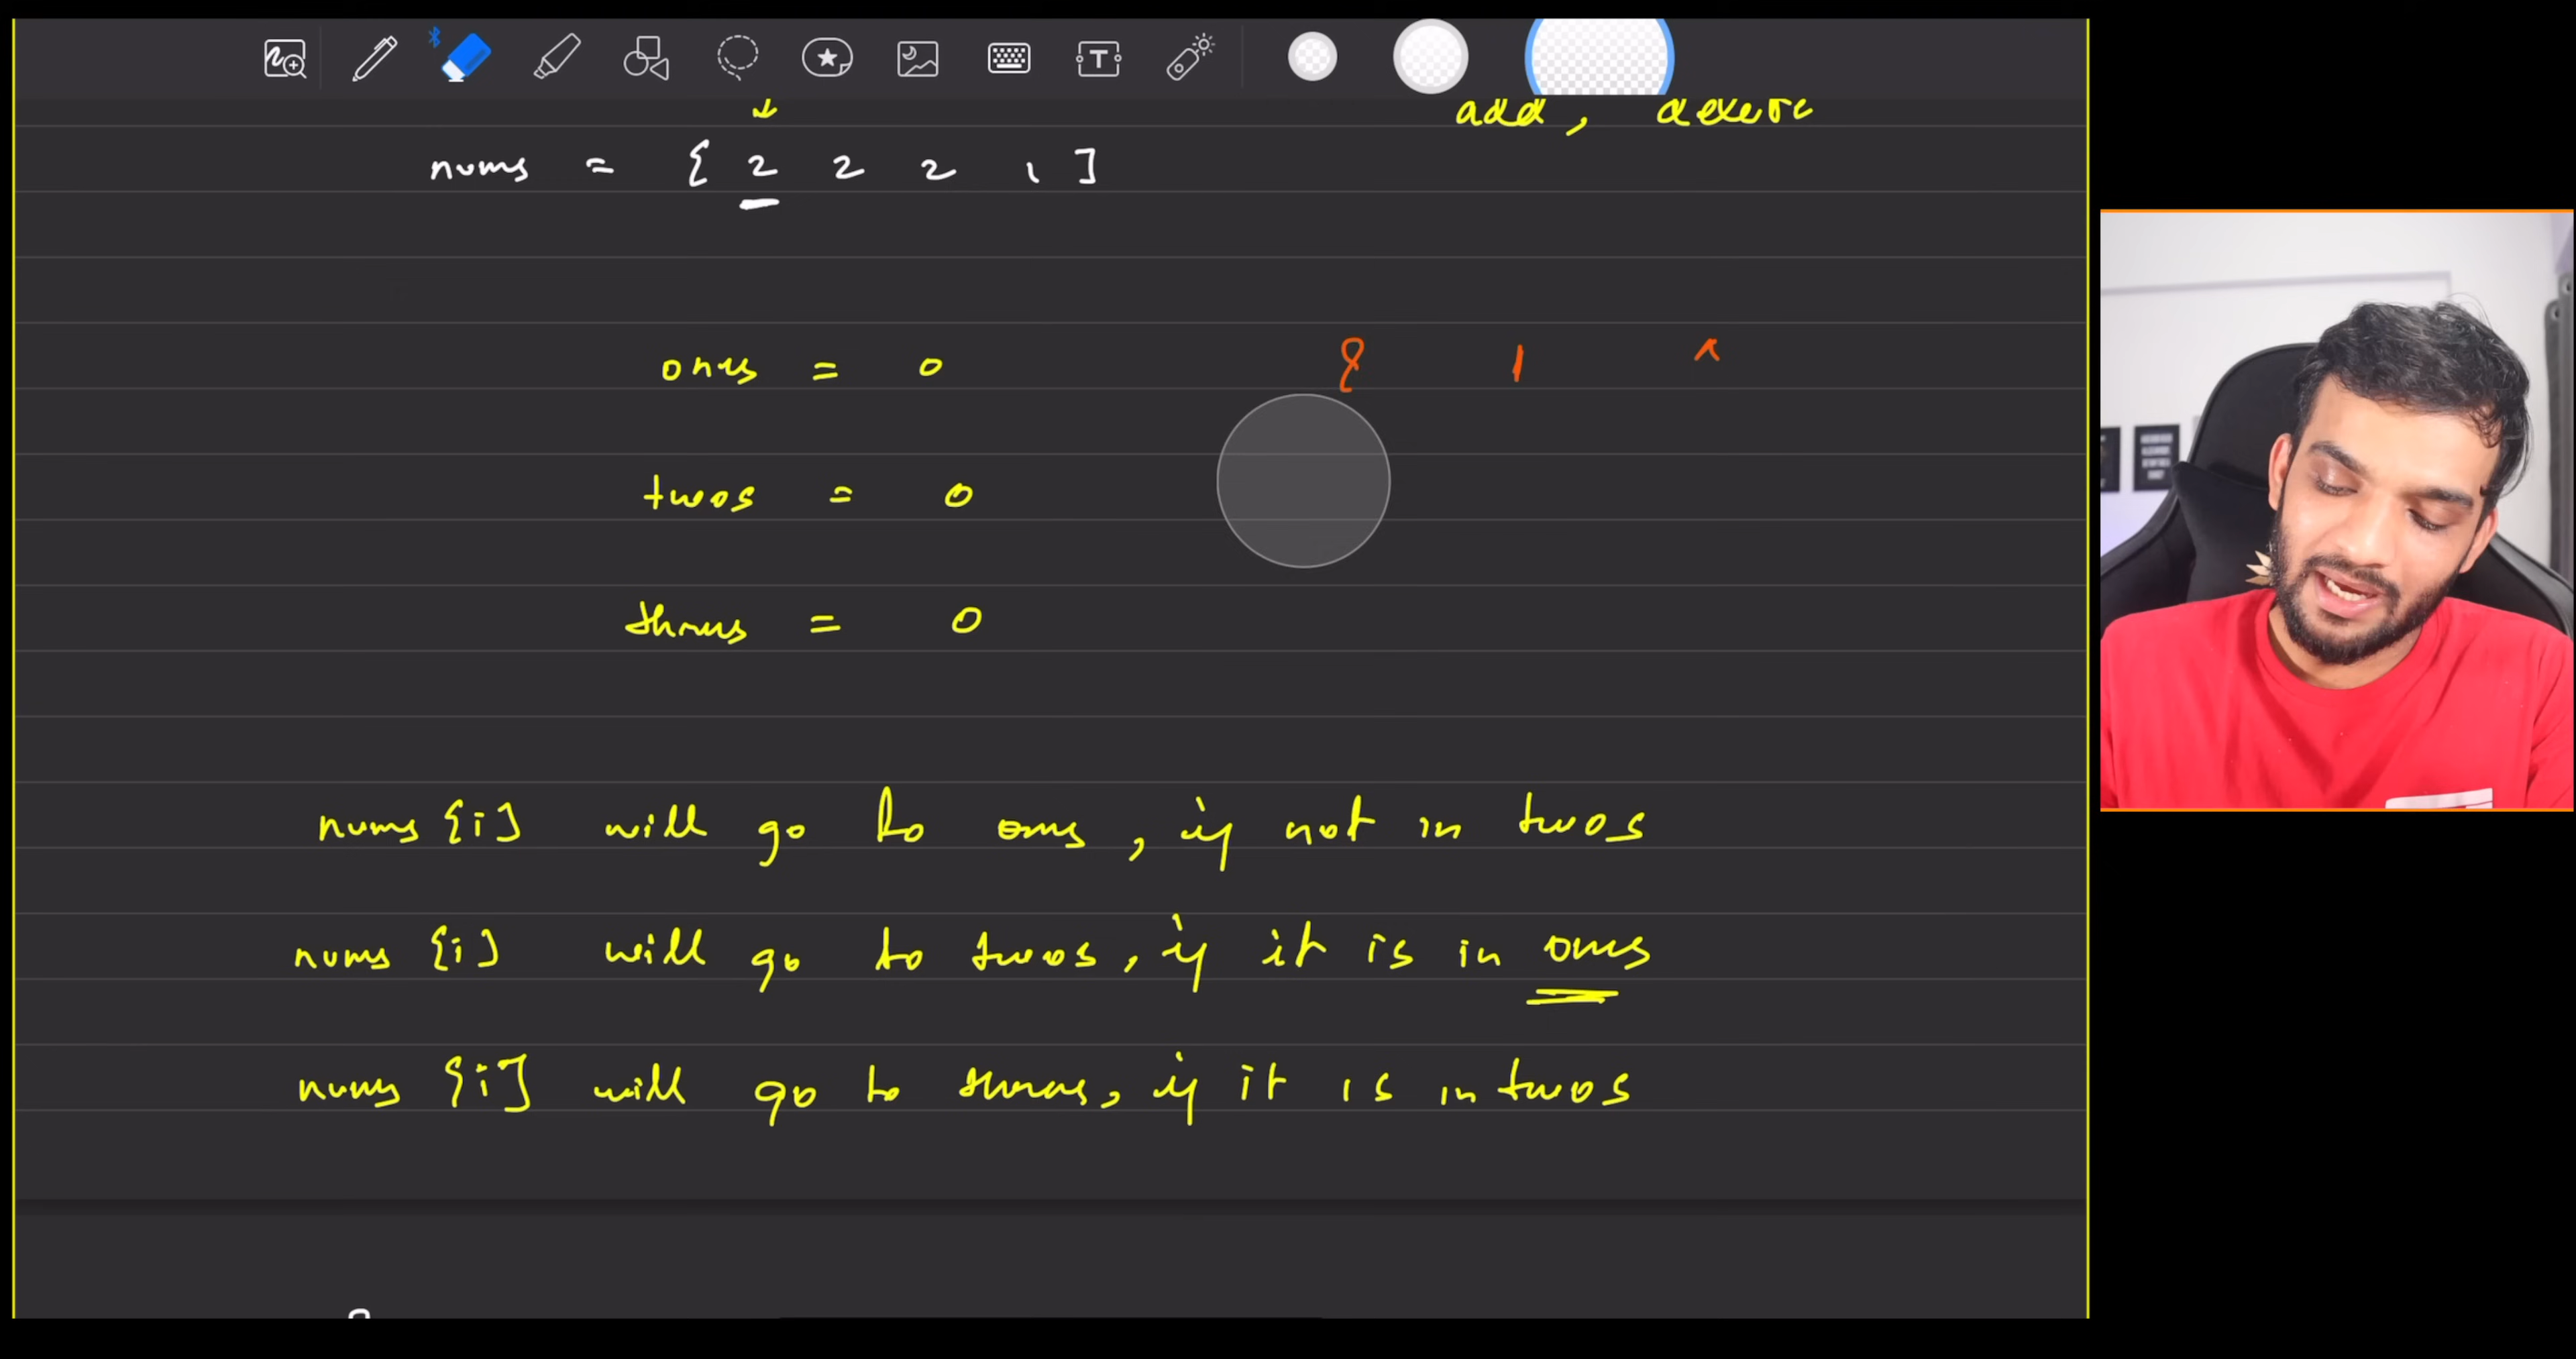 add, delete
nums = { 2 2 2 1 ]
ones = 0 & | ^
twos = 0
threes = 0
nums [i] will go to ones, if not in twos
nums [i] will go to twos, if it is in ones
nums [i] will go to threes, if it is in twos